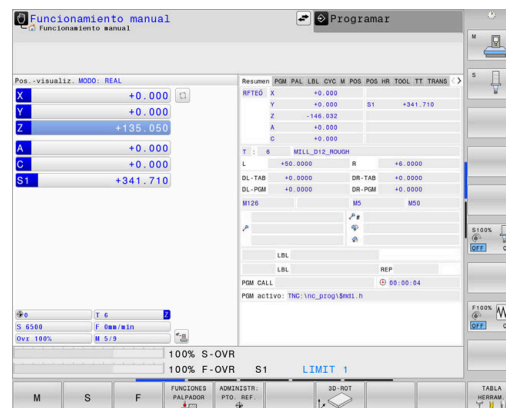 Funcionamiento manual
Funcionamiento manual
Programar
Pos.-visualiz. MODO: REAL
X +0.000
Y +0.000
Z +135.050
A +0.000
C +0.000
S1 +341.710
0 T 6 Z
S 6500 F 0mm/min
Ovr 100% M 5/9
Resumen PGM PAL LBL CYC M POS POS HR TOOL TT TRANS
RFTEÓ X +0.000
Y +0.000 S1 +341.710
Z -146.032
A +0.000
C +0.000
T : 6 MILL_D12_ROUGH
L +50.0000 R +6.0000
DL-TAB +0.0000 DR-TAB +0.0000
DL-PGM +0.0000 DR-PGM +0.0000
M126 M5 M50
LBL
LBL REP
PGM CALL 00:00:04
PGM activo: TNC:\nc_prog\$mdi.h
100% S-OVR
100% F-OVR S1 LIMIT 1
M
S
F
FUNCIONES
PALPADOR
ADMINISTR.
PTO. REF.
3D-ROT
TABLA
HERRAM.
M
S
S100%
OFF
F100%
OFF